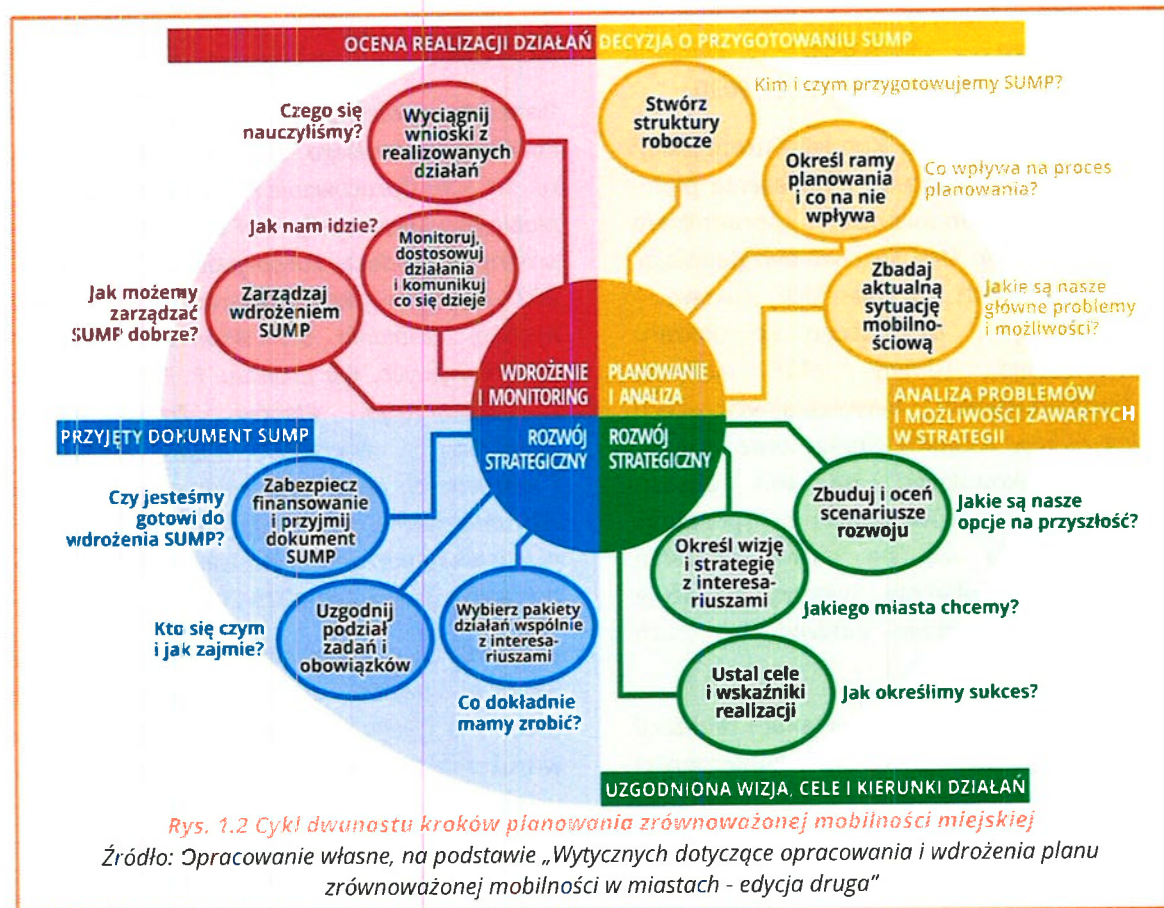 OCENA REALIZACJI DZIAŁAŃ
DECYZJA O PRZYGOTOWANIU SUMP
Kim i czym przygotowujemy SUMP?
Stwórz
struktury
robocze
Określ ramy
planowania
i co na nie
wpływa
Co wpływa na proces
planowania?
Zbadaj
aktualną
sytuację
mobilno-
ściową
Jakie są nasze
główne problemy
i możliwości?
Czego się
nauczyliśmy?
Wyciągnij
wnioski z
realizowanych
działań
Jak nam idzie?
Monitoruj,
dostosowuj
działania
i komunikuj
co się dzieje
Jak możemy
zarządzać
SUMP dobrze?
Zarządzaj
wdrożeniem
SUMP
WDROŻENIE
I MONITORING
PLANOWANIE
I ANALIZA
ROZWÓJ
STRATEGICZNY
ROZWÓJ
STRATEGICZNY
ANALIZA PROBLEMÓW
I MOŻLIWOŚCI ZAWARTYCH
W STRATEGII
PRZYJĘTY DOKUMENT SUMP
Czy jesteśmy
gotowi do
wdrożenia SUMP?
Zabezpiecz
finansowanie
i przyjmij
dokument
SUMP
Kto się czym
i jak zajmie?
Uzgodnij
podział
zadań i
obowiązków
Wybierz pakiety
działań wspólnie
z interesa-
riuszami
Co dokładnie
mamy zrobić?
Zbuduj i oceń
scenariusze
rozwoju
Jakie są nasze
opcje na przyszłość?
Określ wizję
i strategię
z interesa-
riuszami
Jakiego miasta chcemy?
Ustal cele
i wskaźniki
realizacji
Jak określimy sukces?
UZGODNIONA WIZJA, CELE I KIERUNKI DZIAŁAŃ
Rys. 1.2 Cykl dwunastu kroków planowania zrównoważonej mobilności miejskiej
Źródło: Opracowanie własne, na podstawie „Wytycznych dotyczące opracowania i wdrożenia planu
zrównoważonej mobilności w miastach - edycja druga”